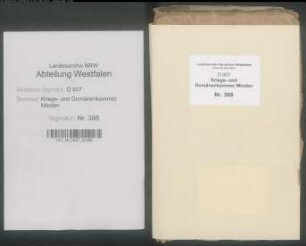 Landesarchiv NRW
Abteilung Westfalen
Bestands-Signatur: D 607
Bestand: Kriegs- und Domänenkammer
Minden
Signatur: Nr. 388
D 607
Kriegs- und
Domänenkammer Minden
Nr. 388